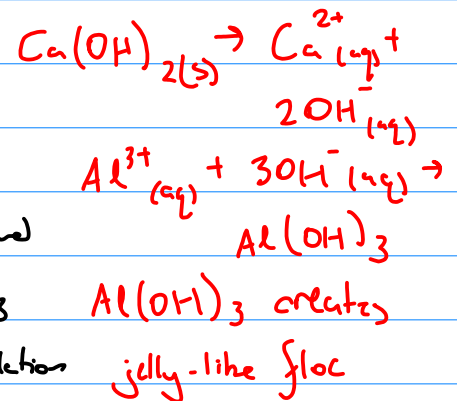 Ca(OH)₂(s) → Ca²⁺(aq) +
2OH⁻(aq)
Al³⁺(aq) + 3OH⁻(aq) →
Al(OH)₃
Al(OH)₃ creates
jelly-like floc